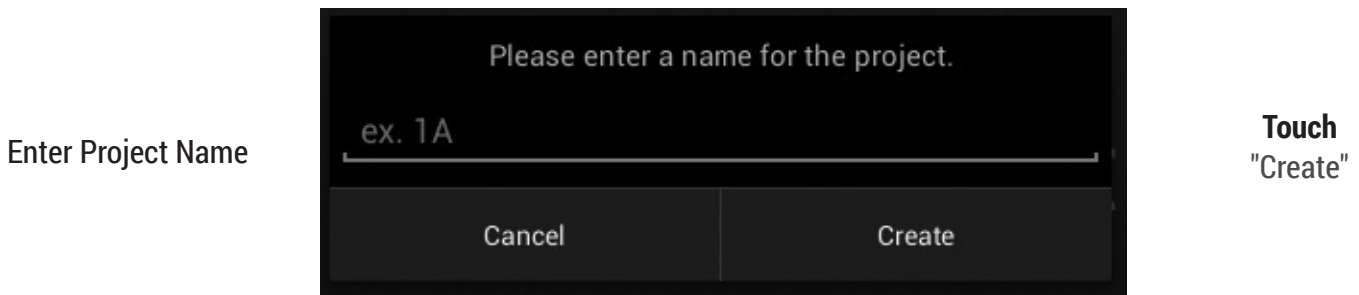 Enter Project Name
Please enter a name for the project.
ex. 1A
Cancel
Create
Touch
"Create"